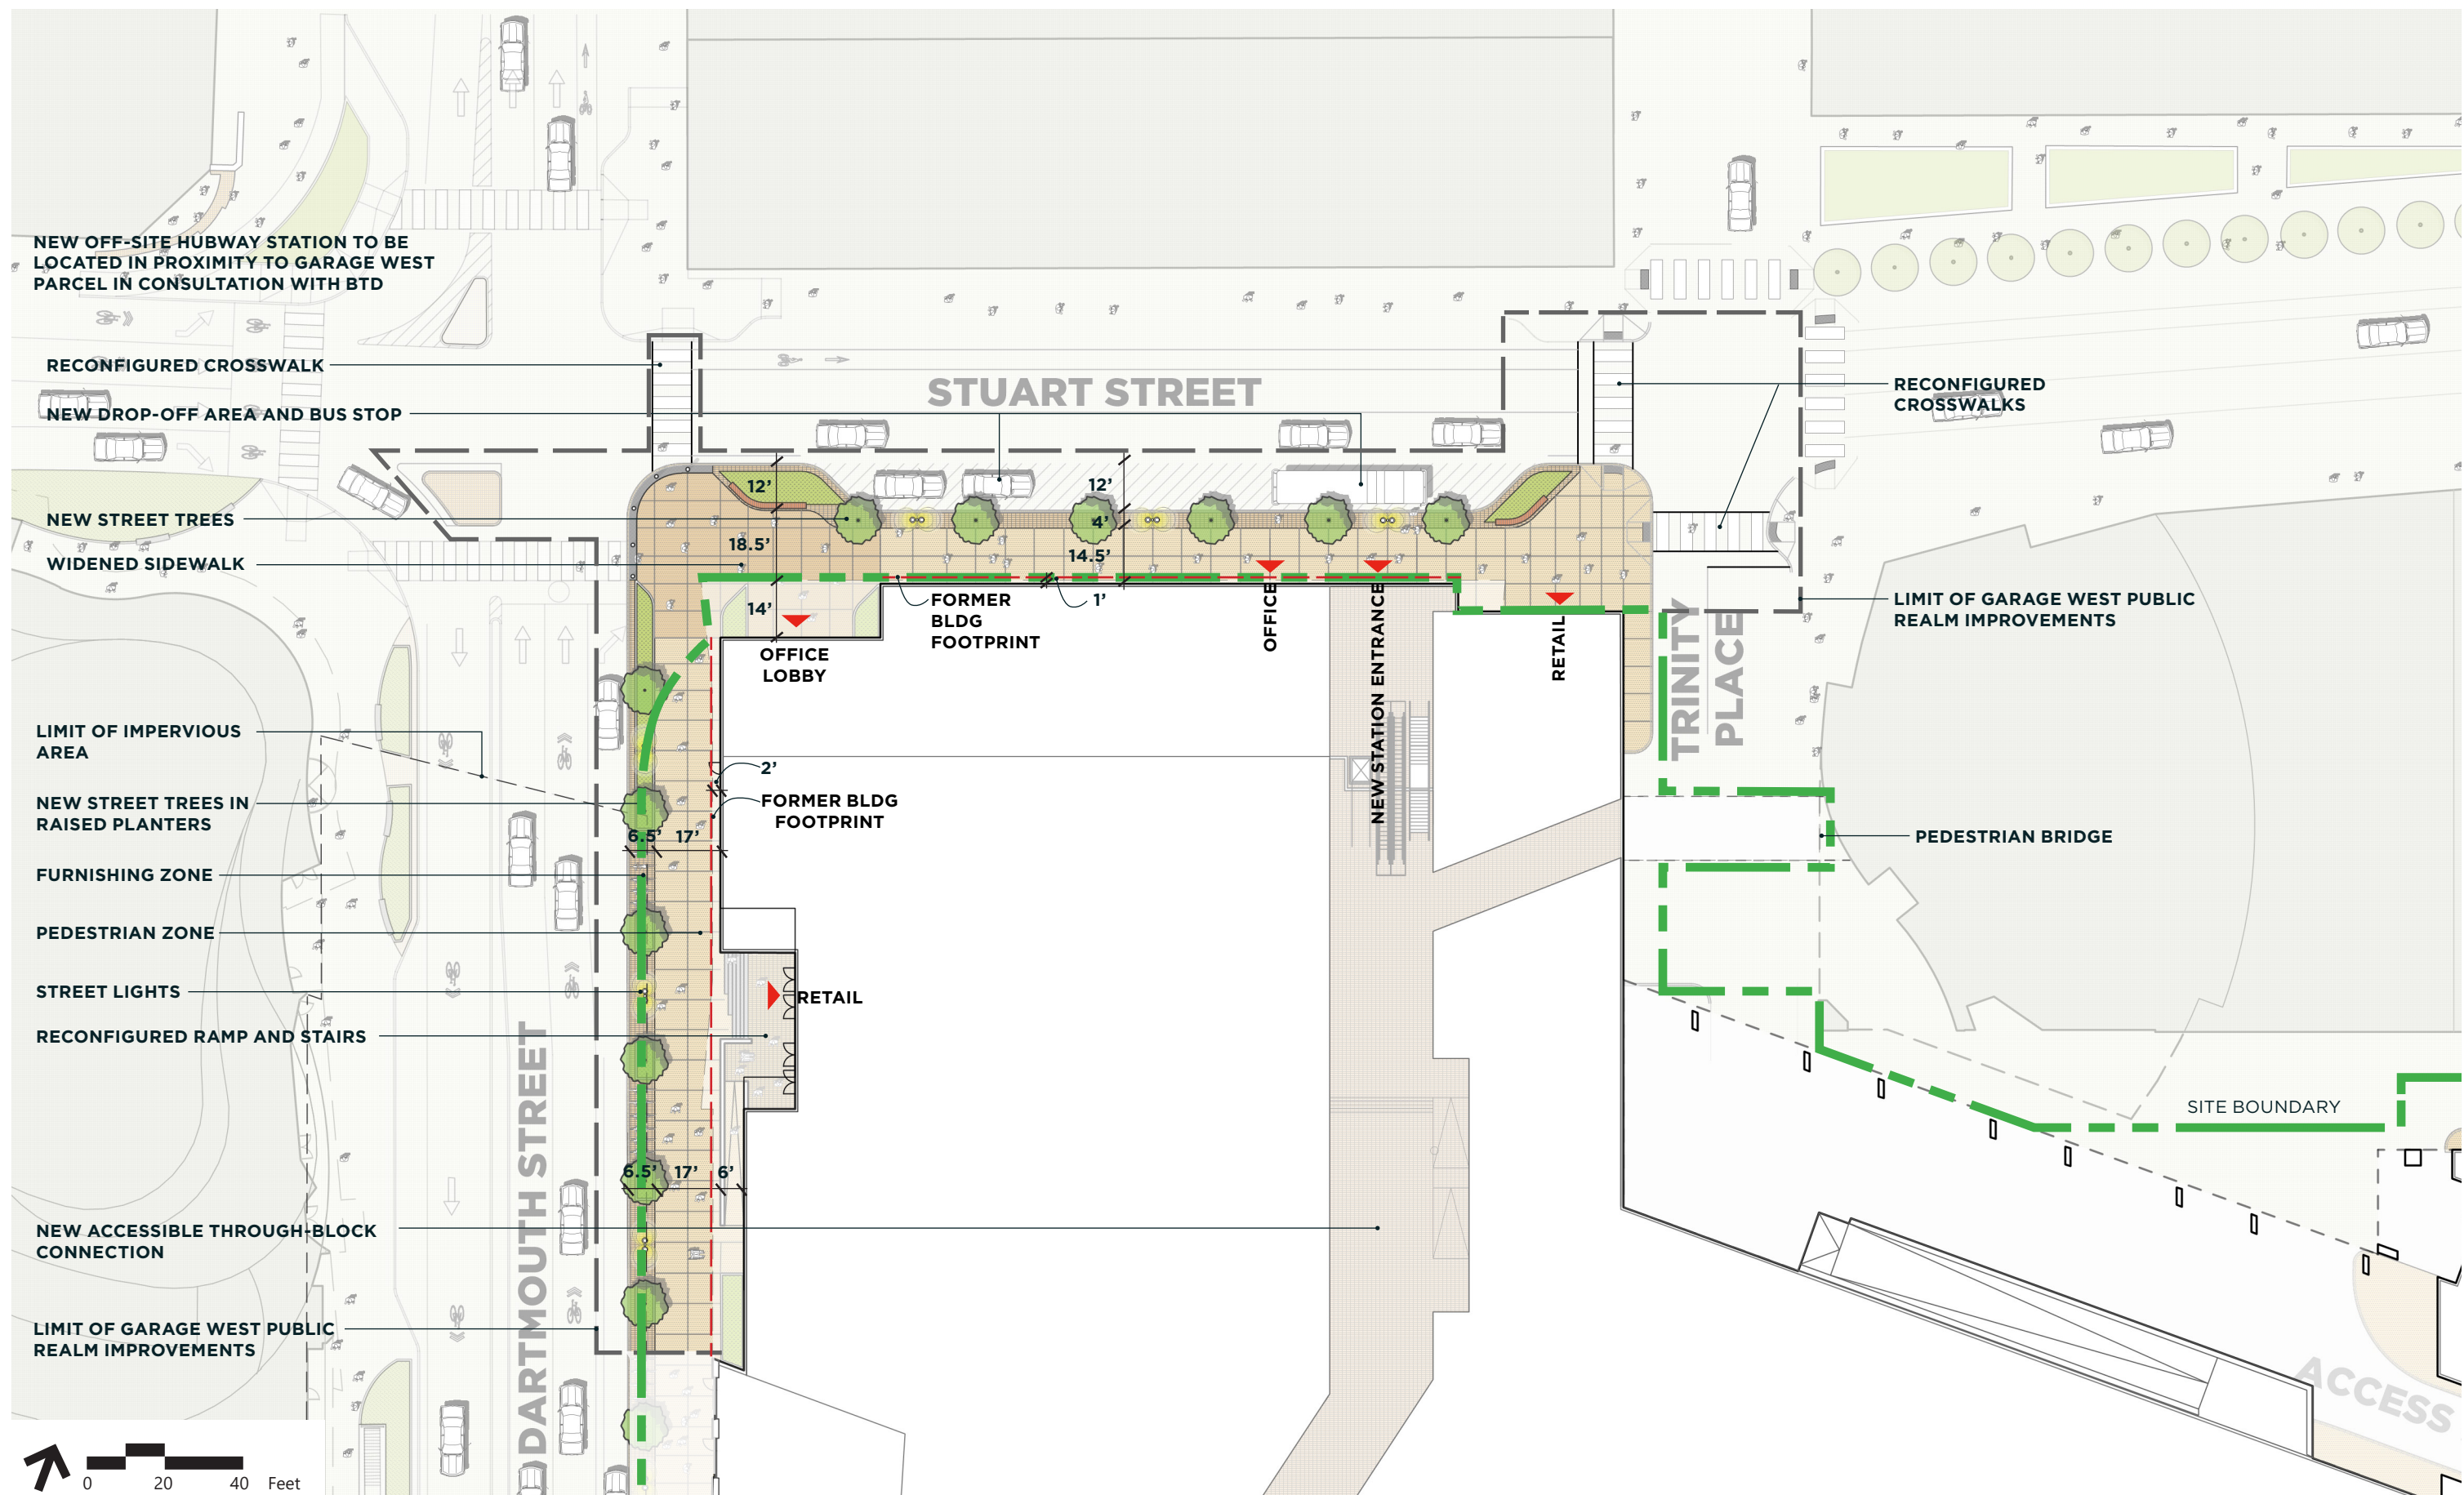 NEW OFF-SITE HUBWAY STATION TO BE
LOCATED IN PROXIMITY TO GARAGE WEST
PARCEL IN CONSULTATION WITH BTD
RECONFIGURED CROSSWALK
NEW DROP-OFF AREA AND BUS STOP
NEW STREET TREES
WIDENED SIDEWALK
LIMIT OF IMPERVIOUS
AREA
NEW STREET TREES IN
RAISED PLANTERS
FURNISHING ZONE
PEDESTRIAN ZONE
STREET LIGHTS
RECONFIGURED RAMP AND STAIRS
NEW ACCESSIBLE THROUGH-BLOCK
CONNECTION
LIMIT OF GARAGE WEST PUBLIC
REALM IMPROVEMENTS
0 20 40 Feet
DARTMOUTH STREET
STUART STREET
12'
18.5'
14'
12'
4'
14.5'
1'
FORMER
BLDG
FOOTPRINT
OFFICE
LOBBY
OFFICE
NEW STATION ENTRANCE
RETAIL
2'
FORMER BLDG
FOOTPRINT
6.5' 17'
RETAIL
6.5' 17' 6'
TRINITY
PLACE
RECONFIGURED
CROSSWALKS
LIMIT OF GARAGE WEST PUBLIC
REALM IMPROVEMENTS
PEDESTRIAN BRIDGE
SITE BOUNDARY
ACCESS